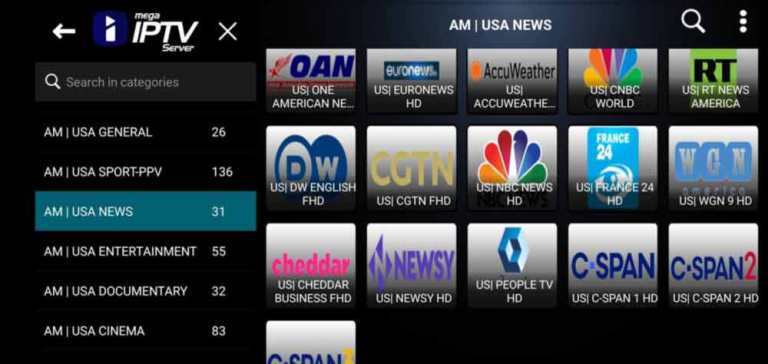 mega
IPTV
Server
AM | USA NEWS
Search in categories
AM | USA GENERAL 26
AM | USA SPORT-PPV 136
AM | USA NEWS 31
AM | USA ENTERTAINMENT 55
AM | USA DOCUMENTARY 32
AM | USA CINEMA 83
OAN
US| ONE
AMERICAN NE...
euronews.
US| EURONEWS
HD
AccuWeather
US|
ACCUWEATHE...
US| CNBC
WORLD
RT
US| RT NEWS
AMERICA
DW
US| DW ENGLISH
FHD
CGTN
US| CGTN FHD
NBC NEWS
US| NBC NEWS
HD
FRANCE
24
US| FRANCE 24
HD
WGN
america
US| WGN 9 HD
cheddar
US| CHEDDAR
BUSINESS FHD
NEWSY
US| NEWSY HD
US| PEOPLE TV
HD
C-SPAN
US| C-SPAN 1 HD
C-SPAN2
US| C-SPAN 2 HD